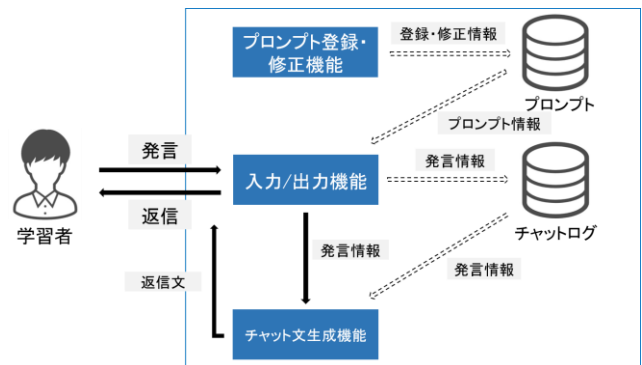 プロンプト登録・
修正機能
登録・修正情報
プロンプト
プロンプト情報
発言
入力/出力機能
発言情報
返信
学習者
チャットログ
発言情報
発言情報
返信文
チャット文生成機能